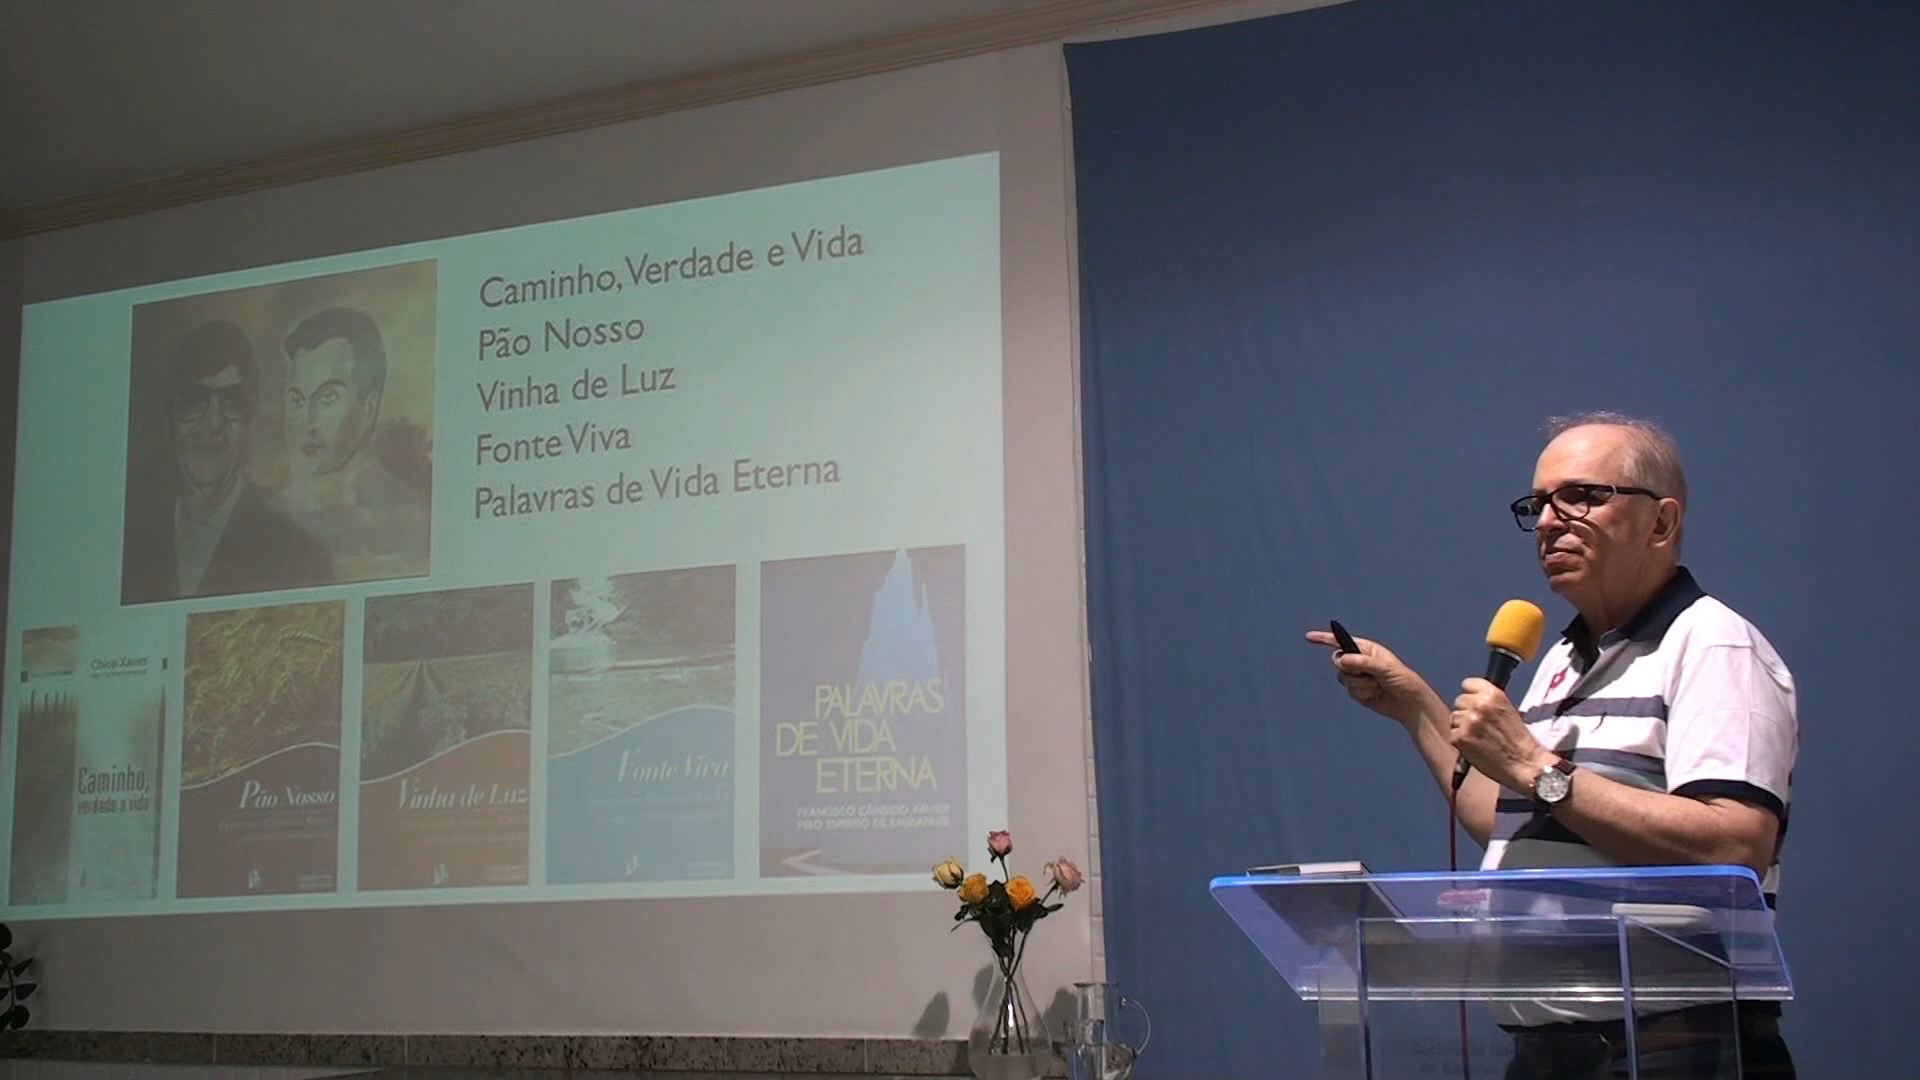 Caminho, Verdade e Vida
Pão Nosso
Vinha de Luz
Fonte Viva
Palavras de Vida Eterna
Chico Xavier
Caminho,
verdade e vida
Pão Nosso
Vinha de Luz
Fonte Viva
PALAVRAS
DE VIDA
ETERNA
FRANCISCO CÂNDIDO XAVIER
PELO ESPÍRITO DE EMMANUEL